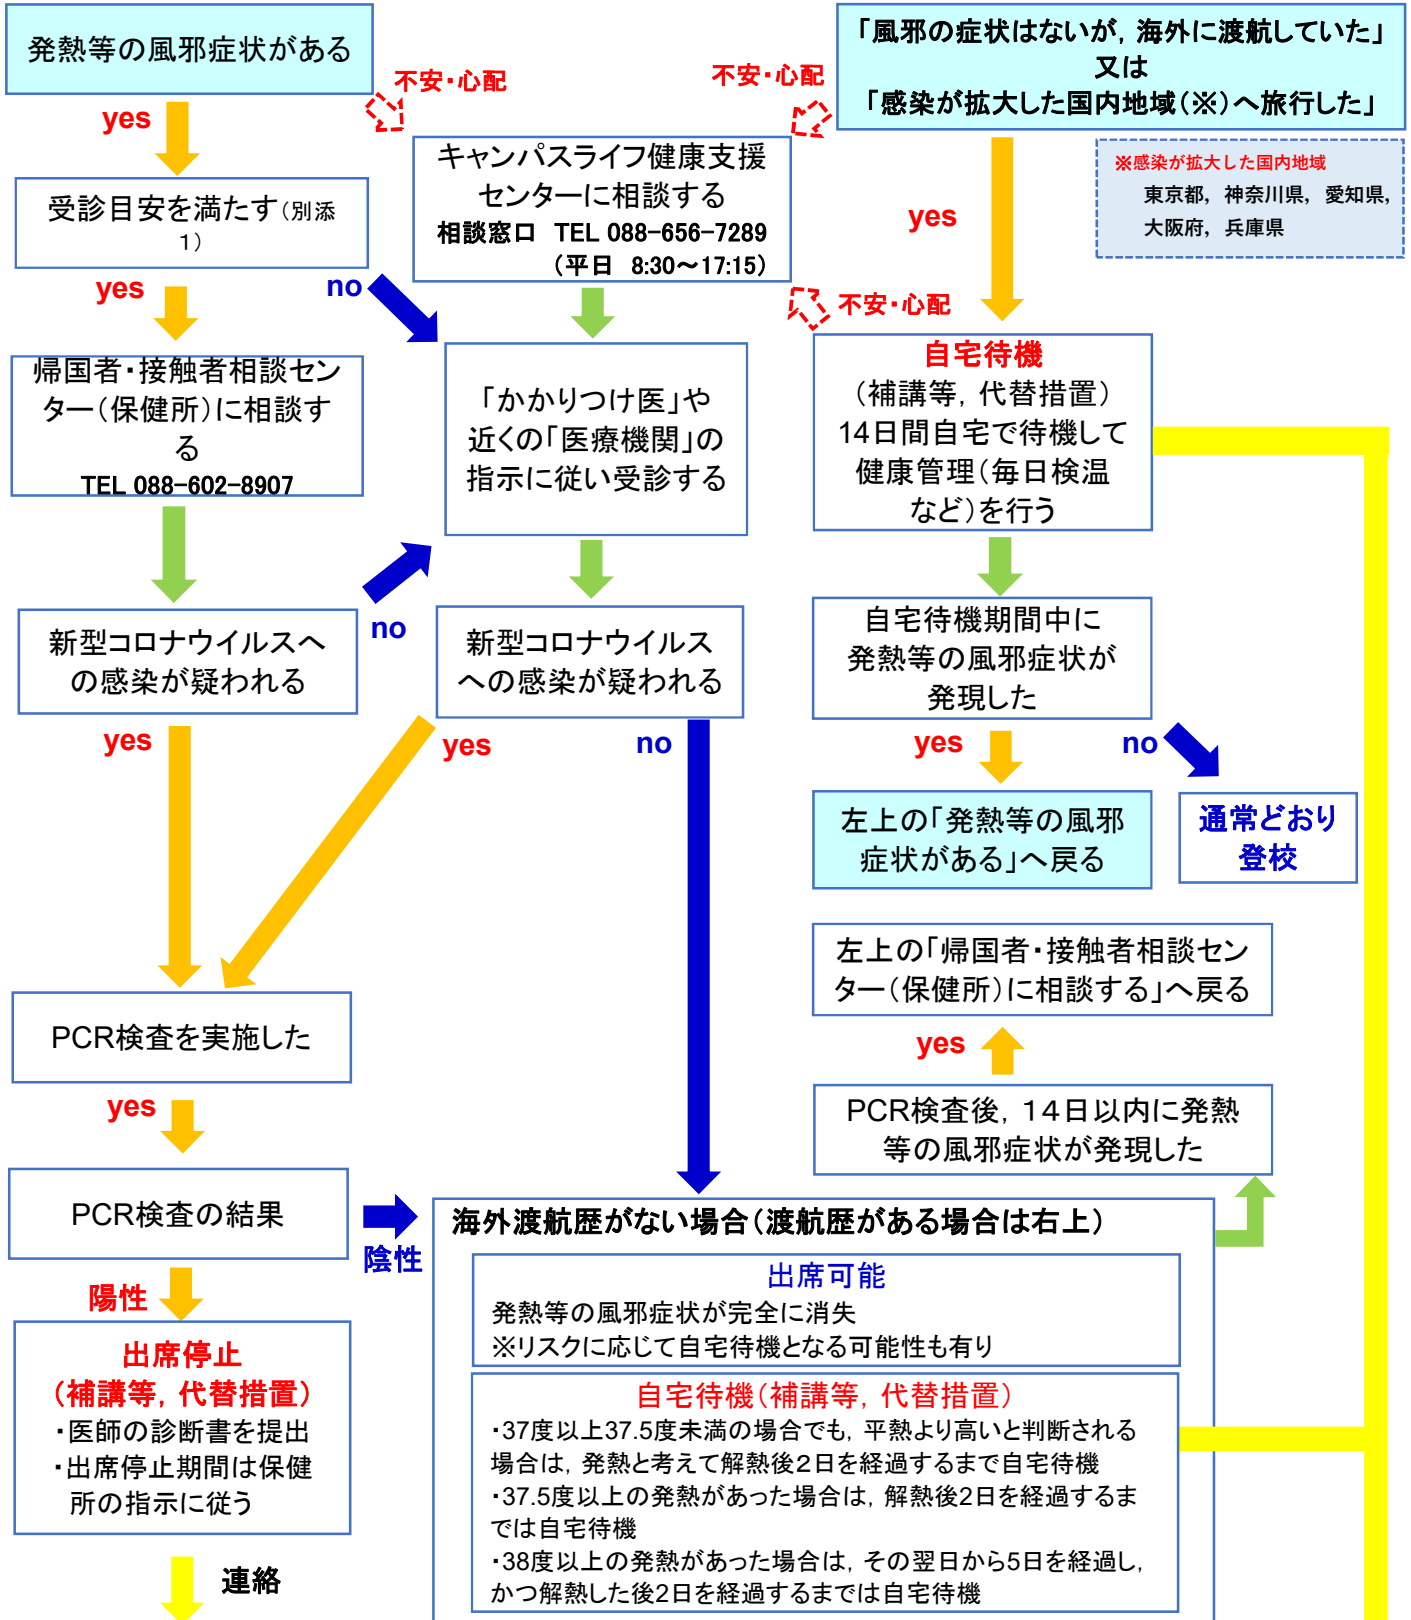 発熱等の風邪症状がある
不安・心配
不安・心配
「風邪の症状はないが，海外に渡航していた」
又は
「感染が拡大した国内地域（※）へ旅行した」
yes
キャンパスライフ健康支援
センターに相談する
相談窓口　TEL 088-656-7289
（平日　8:30～17:15）
※感染が拡大した国内地域
東京都，神奈川県，愛知県，
大阪府，兵庫県
受診目安を満たす（別添
１）
yes
yes
no
不安・心配
帰国者・接触者相談セン
ター（保健所）に相談す
る
TEL 088-602-8907
「かかりつけ医」や
近くの「医療機関」の
指示に従い受診する
自宅待機
（補講等，代替措置）
14日間自宅で待機して
健康管理（毎日検温
など）を行う
no
新型コロナウイルスへ
の感染が疑われる
新型コロナウイルス
への感染が疑われる
自宅待機期間中に
発熱等の風邪症状が
発現した
yes
yes
no
yes
no
左上の「発熱等の風邪
症状がある」へ戻る
通常どおり
登校
左上の「帰国者・接触者相談セン
ター（保健所）に相談する」へ戻る
PCR検査を実施した
yes
yes
PCR検査後，１４日以内に発熱
等の風邪症状が発現した
PCR検査の結果
陰性
海外渡航歴がない場合（渡航歴がある場合は右上）
出席可能
発熱等の風邪症状が完全に消失
※リスクに応じて自宅待機となる可能性も有り
陽性
出席停止
（補講等，代替措置）
・医師の診断書を提出
・出席停止期間は保健
所の指示に従う
自宅待機（補講等，代替措置）
・37度以上37.5度未満の場合でも，平熱より高いと判断される
場合は，発熱と考えて解熱後2日を経過するまで自宅待機
・37.5度以上の発熱があった場合は，解熱後2日を経過するま
では自宅待機
・38度以上の発熱があった場合は，その翌日から5日を経過し，
かつ解熱した後2日を経過するまでは自宅待機
連絡